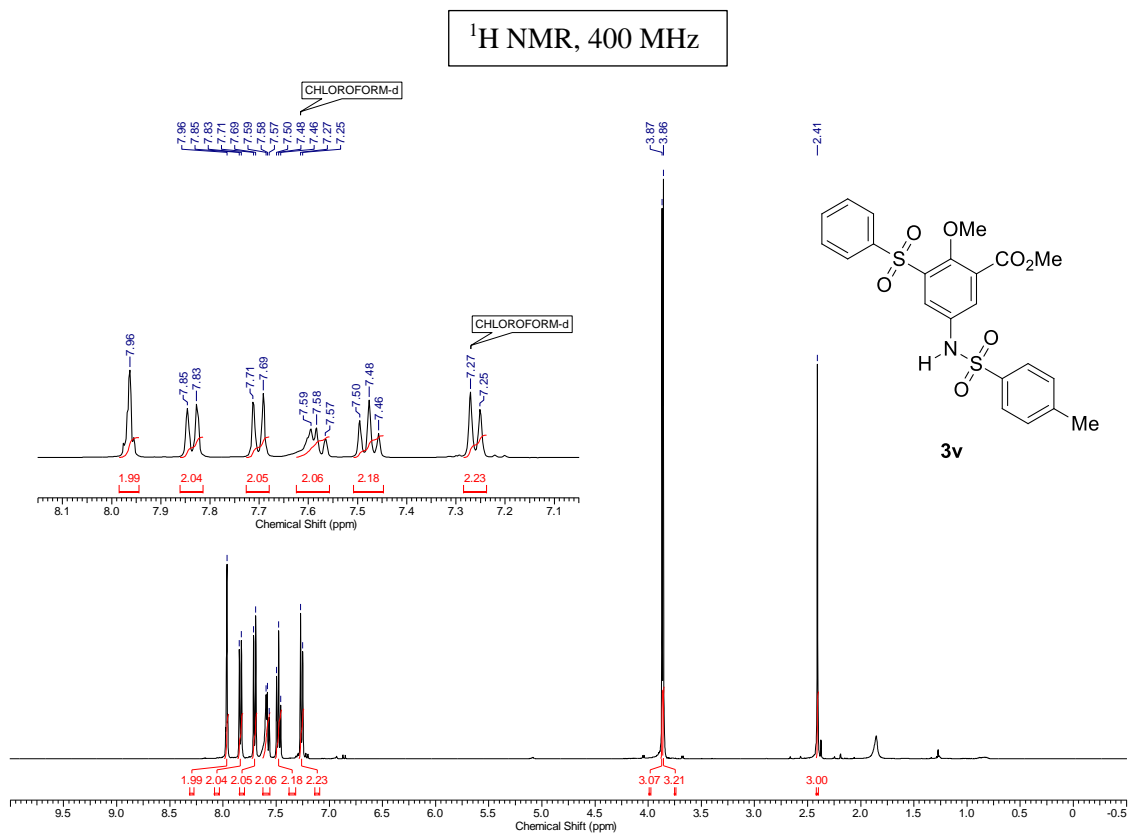 ¹H NMR, 400 MHz
CHLOROFORM-d
7.96 7.85 7.83 7.71 7.69 7.59 7.58 7.57 7.50 7.48 7.46 7.27 7.25
3.87 3.86
2.41
OMe
O
S
O
CO₂Me
H N
O
S
O
Me
3v
CHLOROFORM-d
7.96
7.85 7.83
7.71 7.69
7.59 7.58 7.57
7.50 7.48 7.46
7.27 7.25
1.99 2.04 2.05 2.06 2.18 2.23
8.1 8.0 7.9 7.8 7.7 7.6 7.5 7.4 7.3 7.2 7.1
Chemical Shift (ppm)
1.99 2.04 2.05 2.06 2.18 2.23 3.07 3.21 3.00
9.5 9.0 8.5 8.0 7.5 7.0 6.5 6.0 5.5 5.0 4.5 4.0 3.5 3.0 2.5 2.0 1.5 1.0 0.5 0 -0.5
Chemical Shift (ppm)